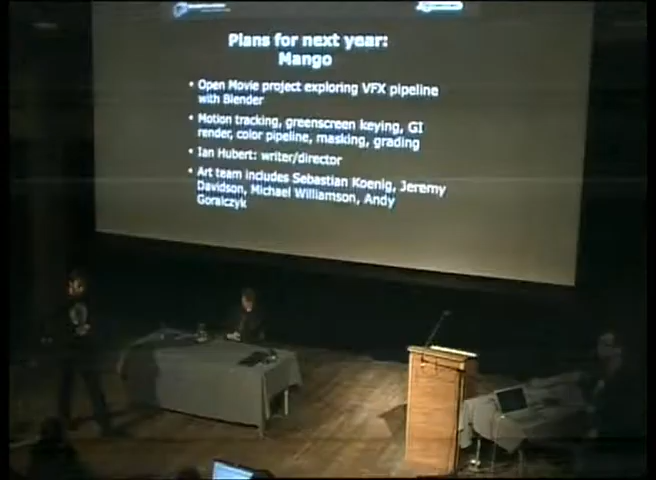 Plans for next year:
Mango
• Open Movie project exploring VFX pipeline
with Blender
• Motion tracking, greenscreen keying, GI
render, color pipeline, masking, grading
• Ian Hubert: writer/director
• Art team includes Sebastian Koenig, Jeremy
Davidson, Michael Williamson, Andy
Goralczyk